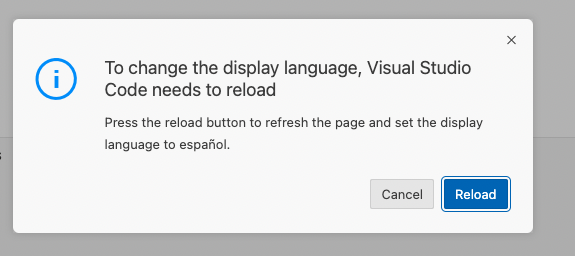 To change the display language, Visual Studio
Code needs to reload
Press the reload button to refresh the page and set the display
language to español.
Cancel
Reload